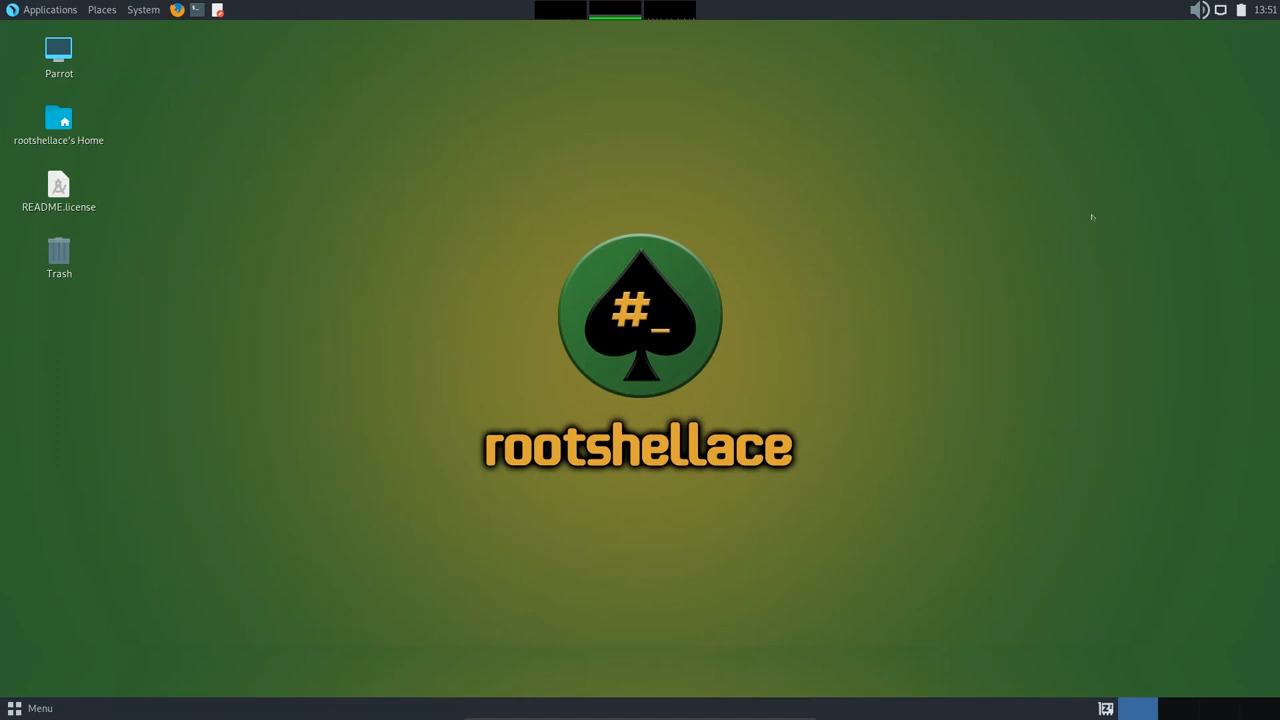 Applications Places System 13:51
Parrot
rootshellace's Home
README.license
Trash
#_
rootshellace
Menu